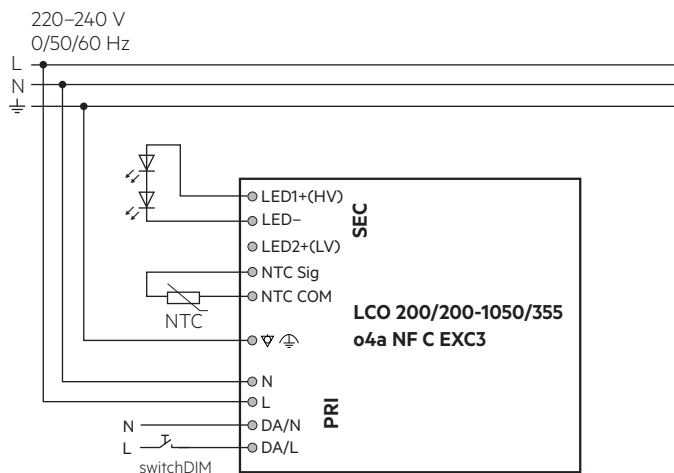 220–240 V
0/50/60 Hz
L
N
LED1+(HV)
LED–
LED2+(LV)
SEC
NTC Sig
NTC COM
NTC
LCO 200/200-1050/355
o4a NF C EXC3
N
L
PRI
N
DA/N
L
DA/L
switchDIM